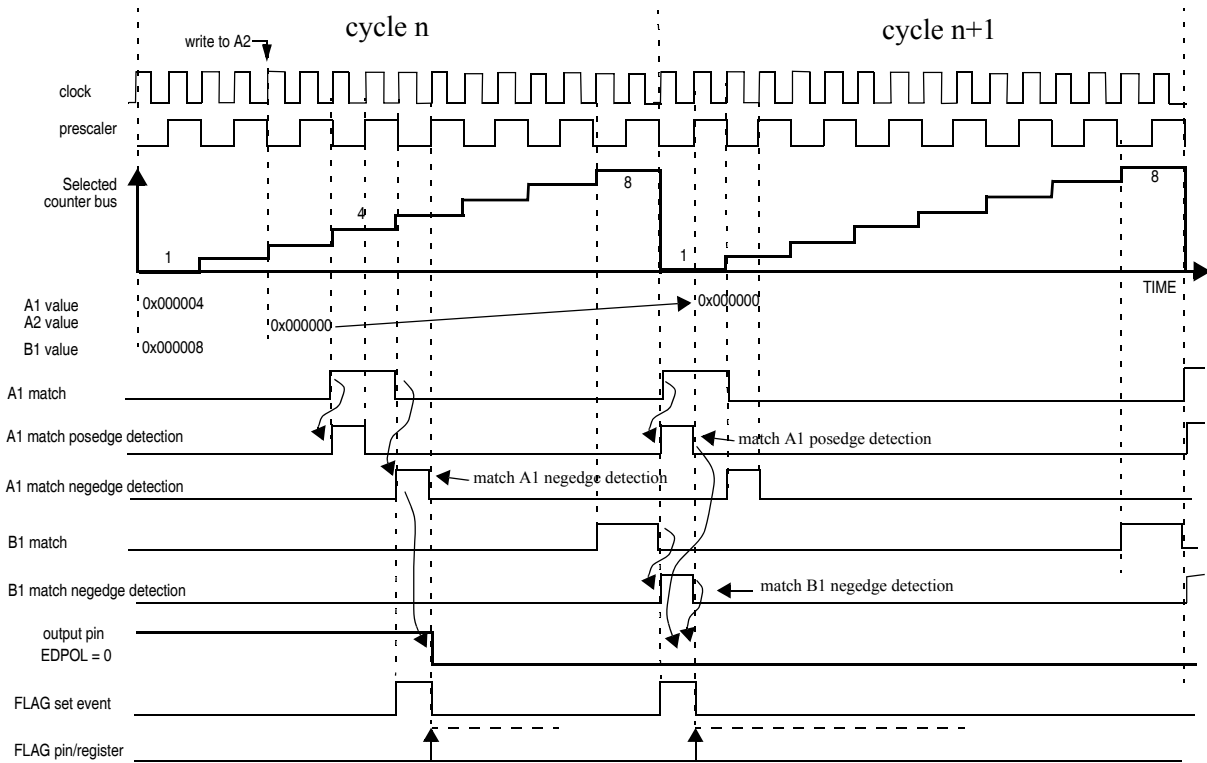 cycle n
cycle n+1
write to A2
clock
prescaler
Selected
counter bus
1
4
8
1
8
TIME
A1 value
0x000004
0x000000
A2 value
0x000000
B1 value
0x000008
A1 match
A1 match posedge detection
match A1 posedge detection
A1 match negedge detection
match A1 negedge detection
B1 match
B1 match negedge detection
match B1 negedge detection
output pin
EDPOL = 0
FLAG set event
FLAG pin/register